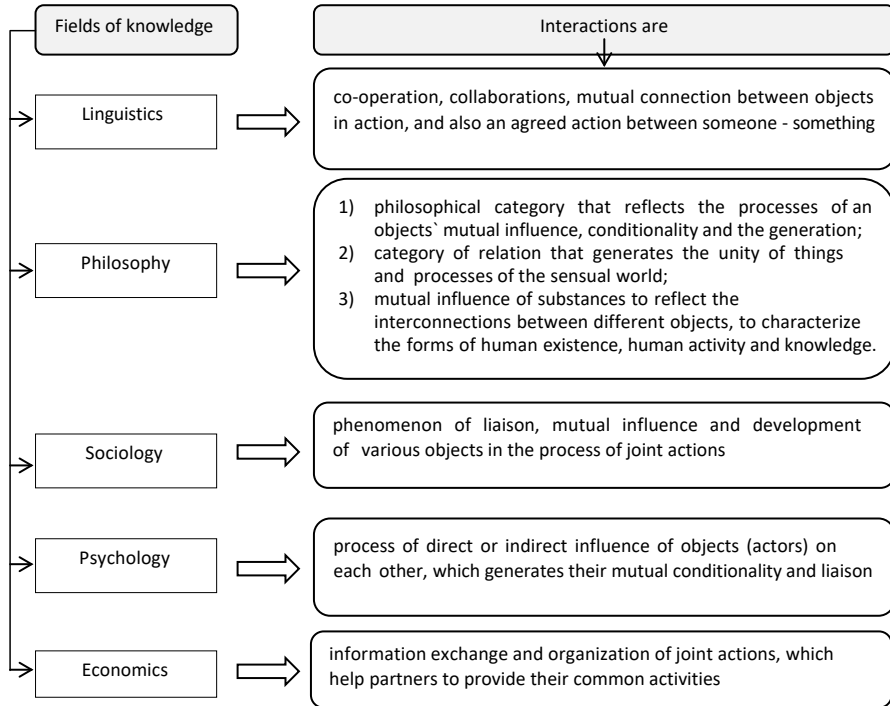 Fields of knowledge
Interactions are
Linguistics
co-operation, collaborations, mutual connection between objects
in action, and also an agreed action between someone - something
Philosophy
1) philosophical category that reflects the processes of an
objects` mutual influence, conditionality and the generation;
2) category of relation that generates the unity of things
and processes of the sensual world;
3) mutual influence of substances to reflect the
interconnections between different objects, to characterize
the forms of human existence, human activity and knowledge.
Sociology
phenomenon of liaison, mutual influence and development
of various objects in the process of joint actions
Psychology
process of direct or indirect influence of objects (actors) on
each other, which generates their mutual conditionality and liaison
Economics
information exchange and organization of joint actions, which
help partners to provide their common activities